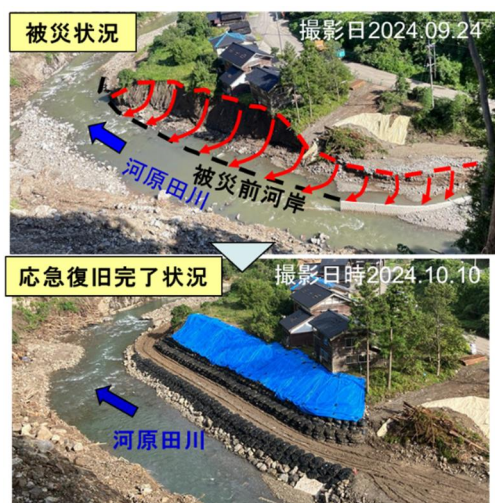 被災状況
撮影日2024.09.24
河原田川
被災前河岸
応急復旧完了状況
撮影日時2024.10.10
河原田川